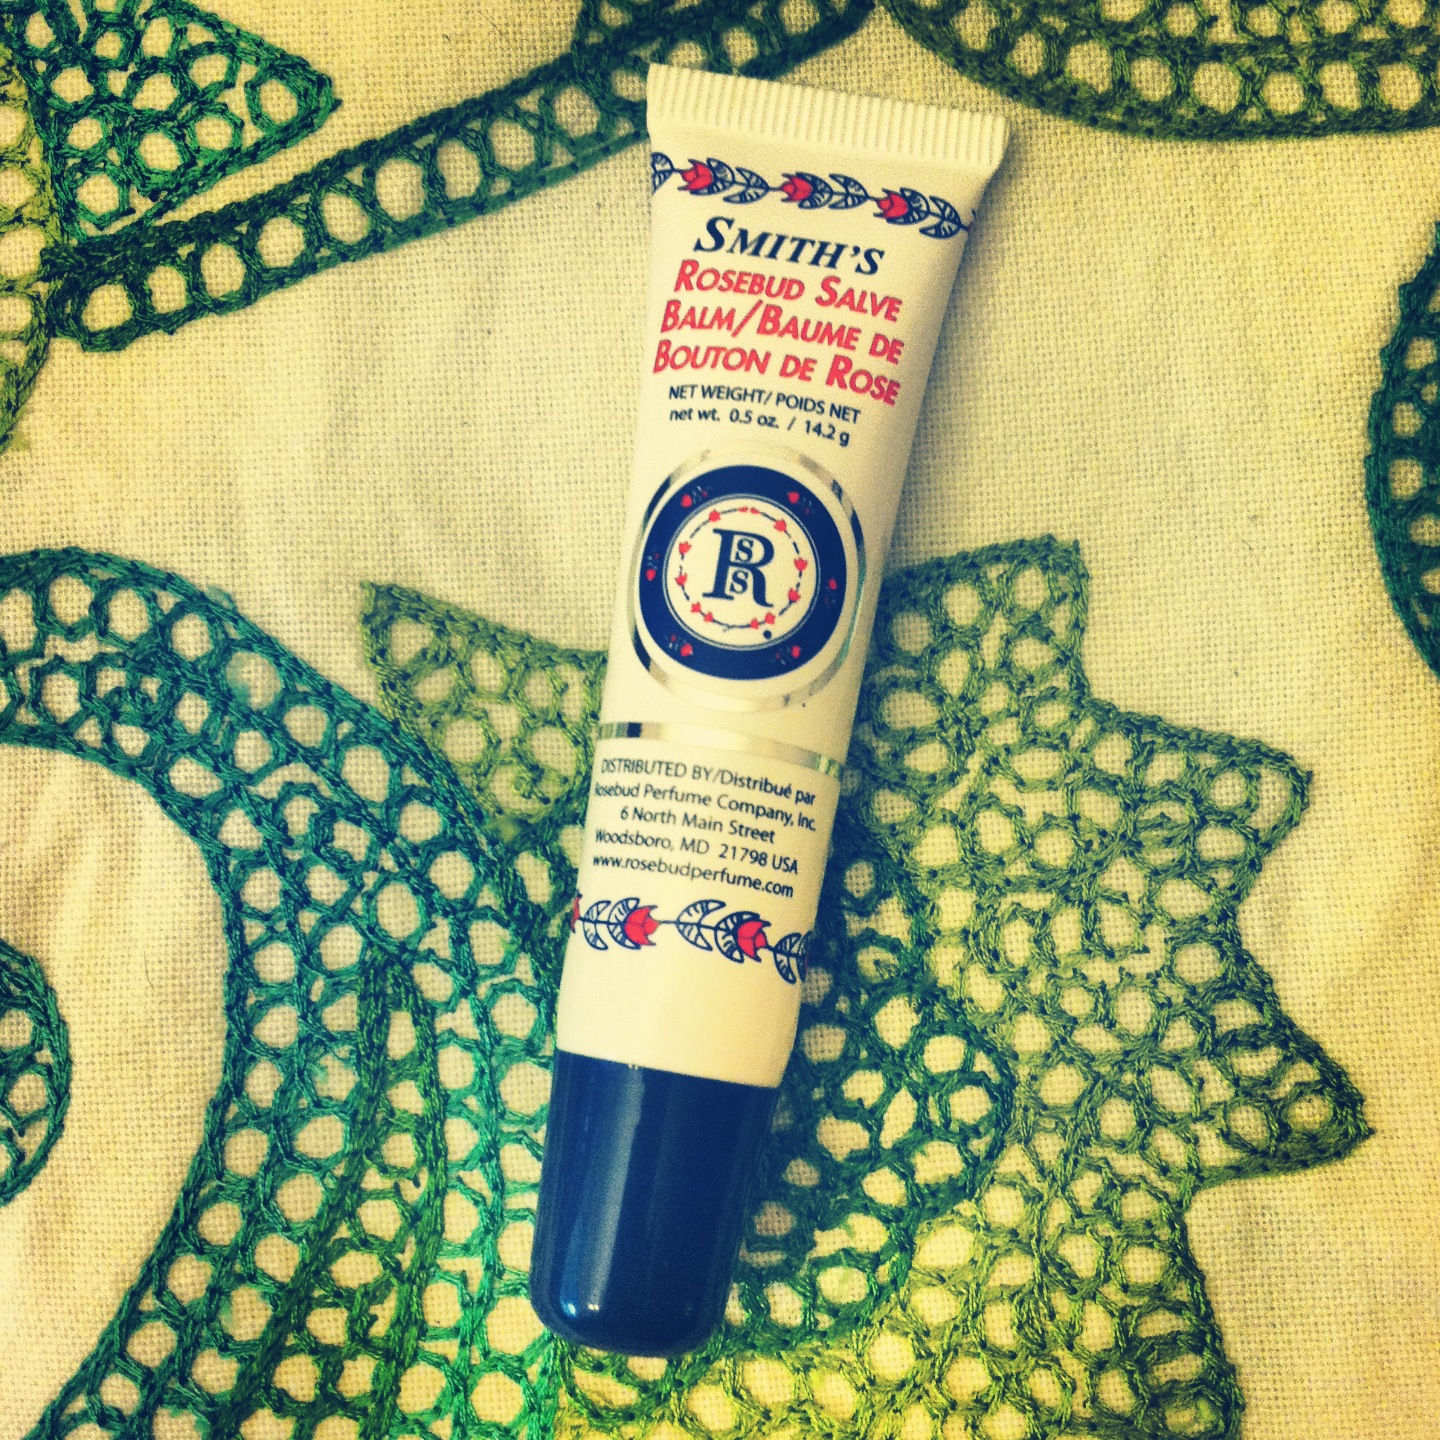 SMITH'S
ROSEBUD SALVE
BALM/BAUME DE
BOUTON DE ROSE
NET WEIGHT/ POIDS NET
net wt. 0.5 oz. / 14.2 g
RSS
DISTRIBUTED BY/Distribué par
Rosebud Perfume Company, Inc.
6 North Main Street
Woodsboro, MD 21798 USA
www.rosebudperfume.com